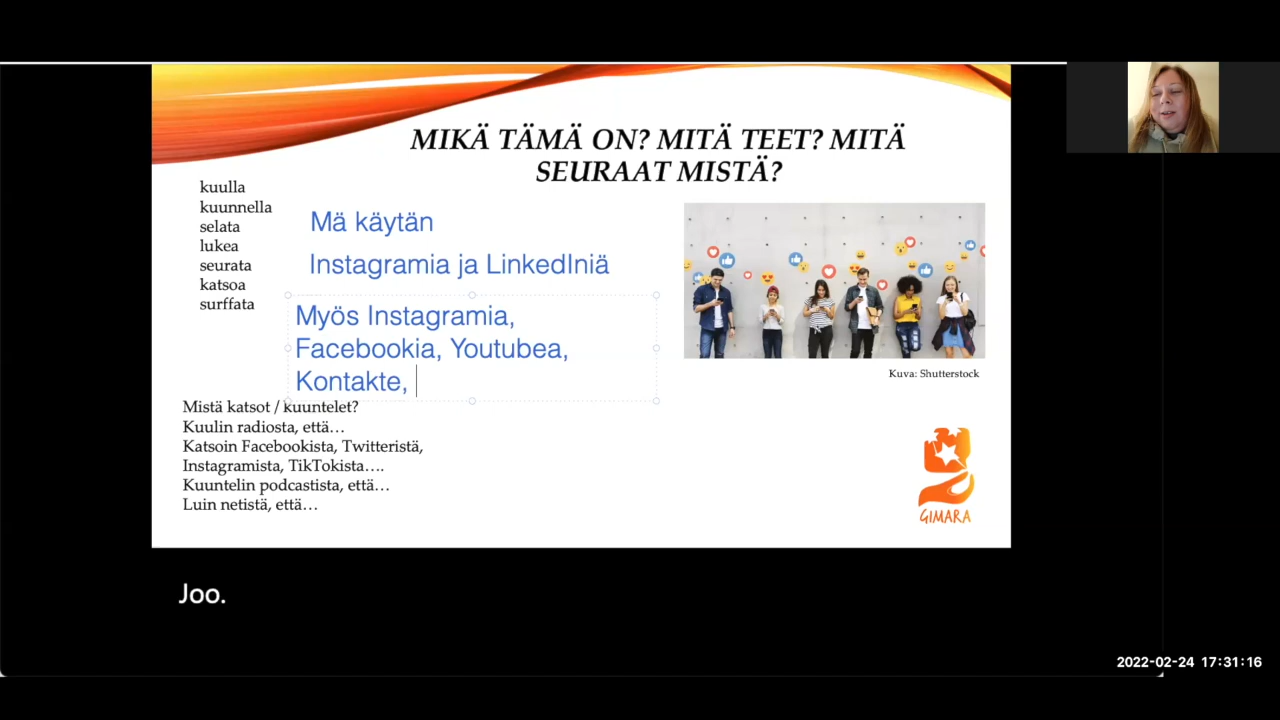 MIKÄ TÄMÄ ON? MITÄ TEET? MITÄ
SEURAAT MISTÄ?
kuulla
kuunnella
selata
lukea
seurata
katsoa
surffata
Mä käytän
Instagramia ja LinkedIniä
Myös Instagramia,
Facebookia, Youtubea,
Kontakte,
Kuva: Shutterstock
Mistä katsot / kuuntelet?
Kuulin radiosta, että…
Katsoin Facebookista, Twitteristä,
Instagramista, TikTokista….
Kuuntelin podcastista, että…
Luin netistä, että…
GIMARA
Joo.
2022-02-24 17:31:16